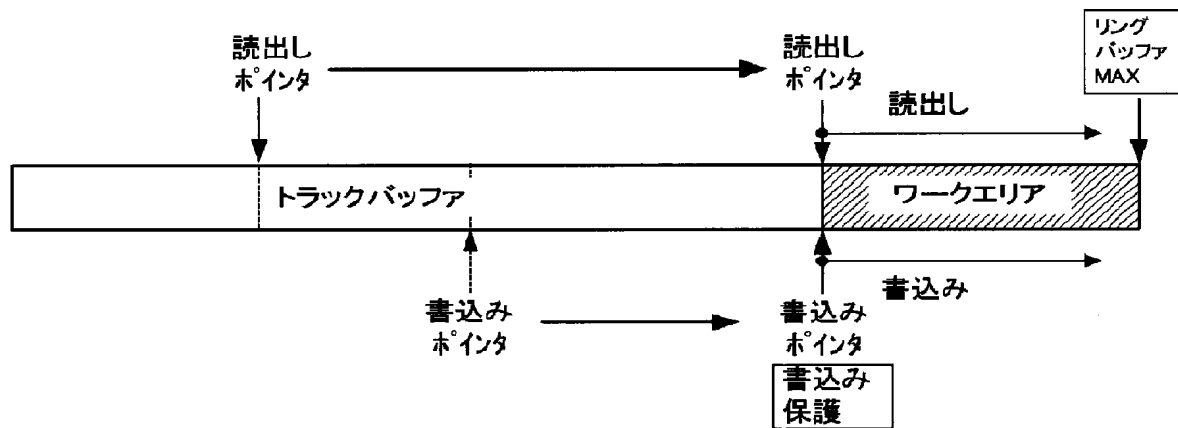 読出し
ポインタ
読出し
ポインタ
リング
バッファ
MAX
読出し
トラックバッファ
ワークエリア
書込み
書込み
ポインタ
書込み
ポインタ
書込み
保護